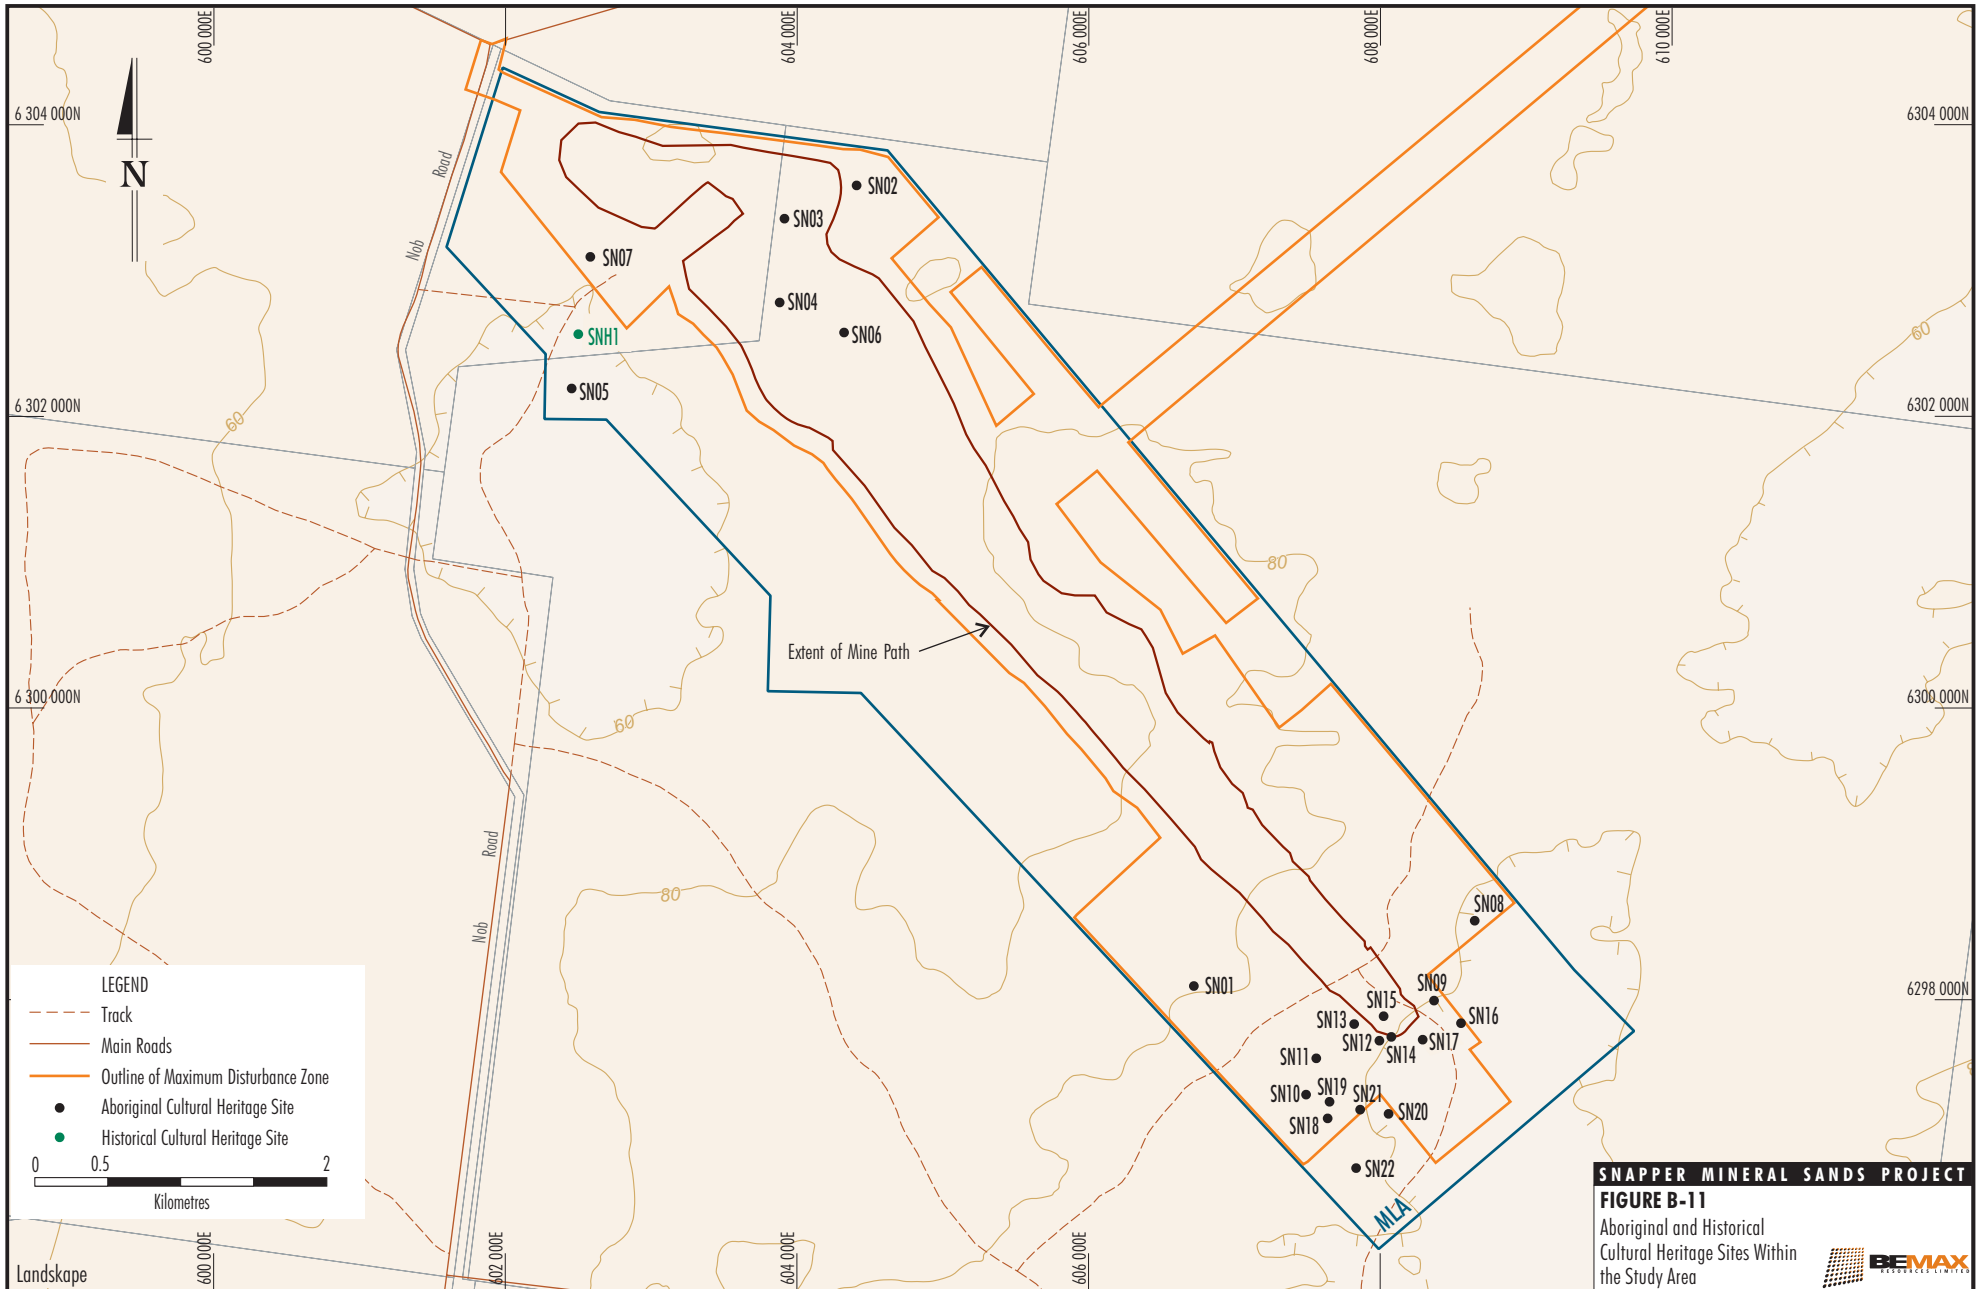 600 000E
604 000E
606 000E
608 000E
610 000E
6 304 000N
6304 000N
N
Road
Nob
SN02
SN03
SN07
SN04
SNH1
SN06
SN05
60
60
6 302 000N
6302 000N
80
Extent of Mine Path
6 300 000N
6300 000N
60
Road
Nob
80
SN08
SN01
SN09
6298 000N
SN15
SN13
SN16
SN12
SN14
SN17
SN11
SN10
SN19
SN21
SN18
SN20
SN22
MLA
LEGEND
Track
Main Roads
Outline of Maximum Disturbance Zone
Aboriginal Cultural Heritage Site
Historical Cultural Heritage Site
0 0.5 2
Kilometres
Landskape
600 000E
602 000E
604 000E
606 000E
SNAPPER MINERAL SANDS PROJECT
FIGURE B-11
Aboriginal and Historical
Cultural Heritage Sites Within
the Study Area
BEMAX
RESOURCES LIMITED